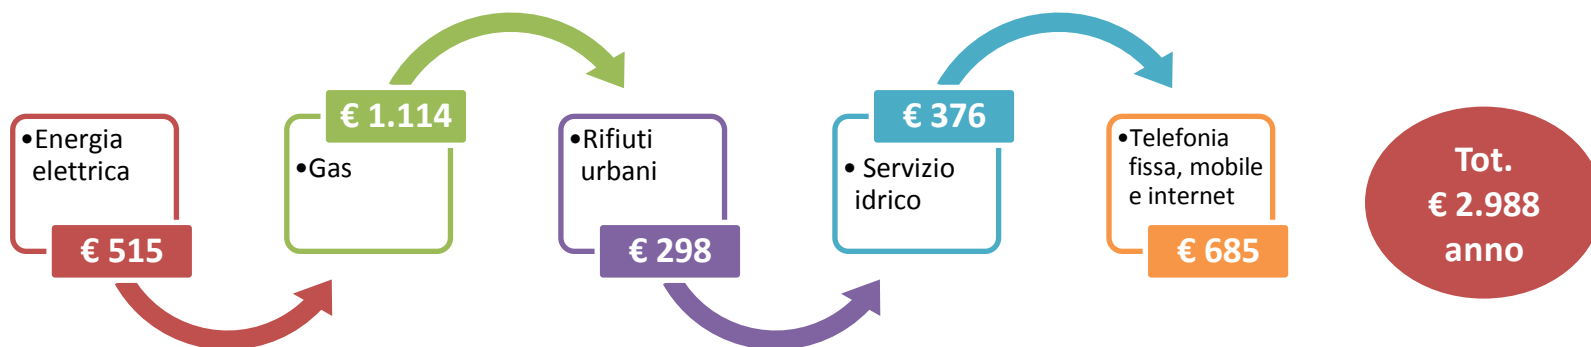 •Energia
elettrica
€ 515
€ 1.114
•Gas
•Rifiuti
urbani
€ 298
€ 376
• Servizio
idrico
•Telefonia
fissa, mobile
e internet
€ 685
Tot.
€ 2.988
anno